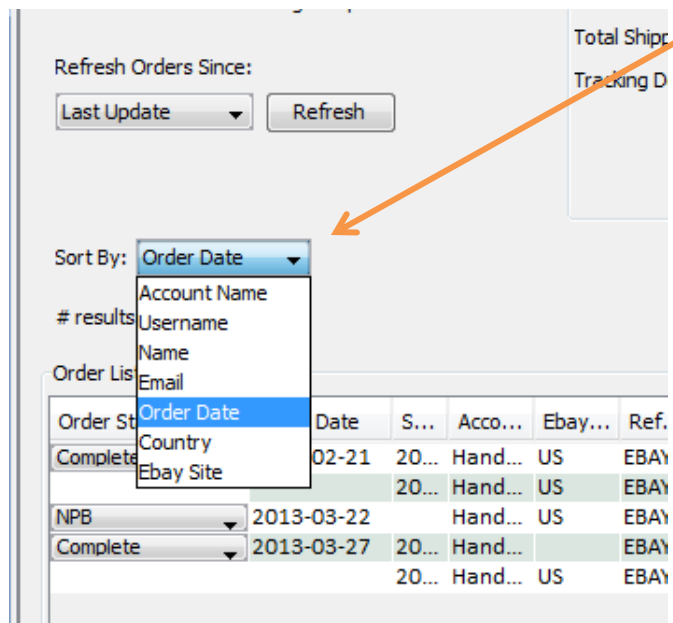 Total Shipp
Refresh Orders Since:
Tracking D
Last Update Refresh
Sort By: Order Date
Account Name
# results
Username
Name
Order List
Email
Order Date
Order St Date S... Acco... Ebay... Ref.
Country
Complete 02-21 20... Hand... US EBAY
Ebay Site
20... Hand... US EBAY
NPB 2013-03-22 Hand... US EBAY
Complete 2013-03-27 20... Hand... EBAY
20... Hand... US EBAY